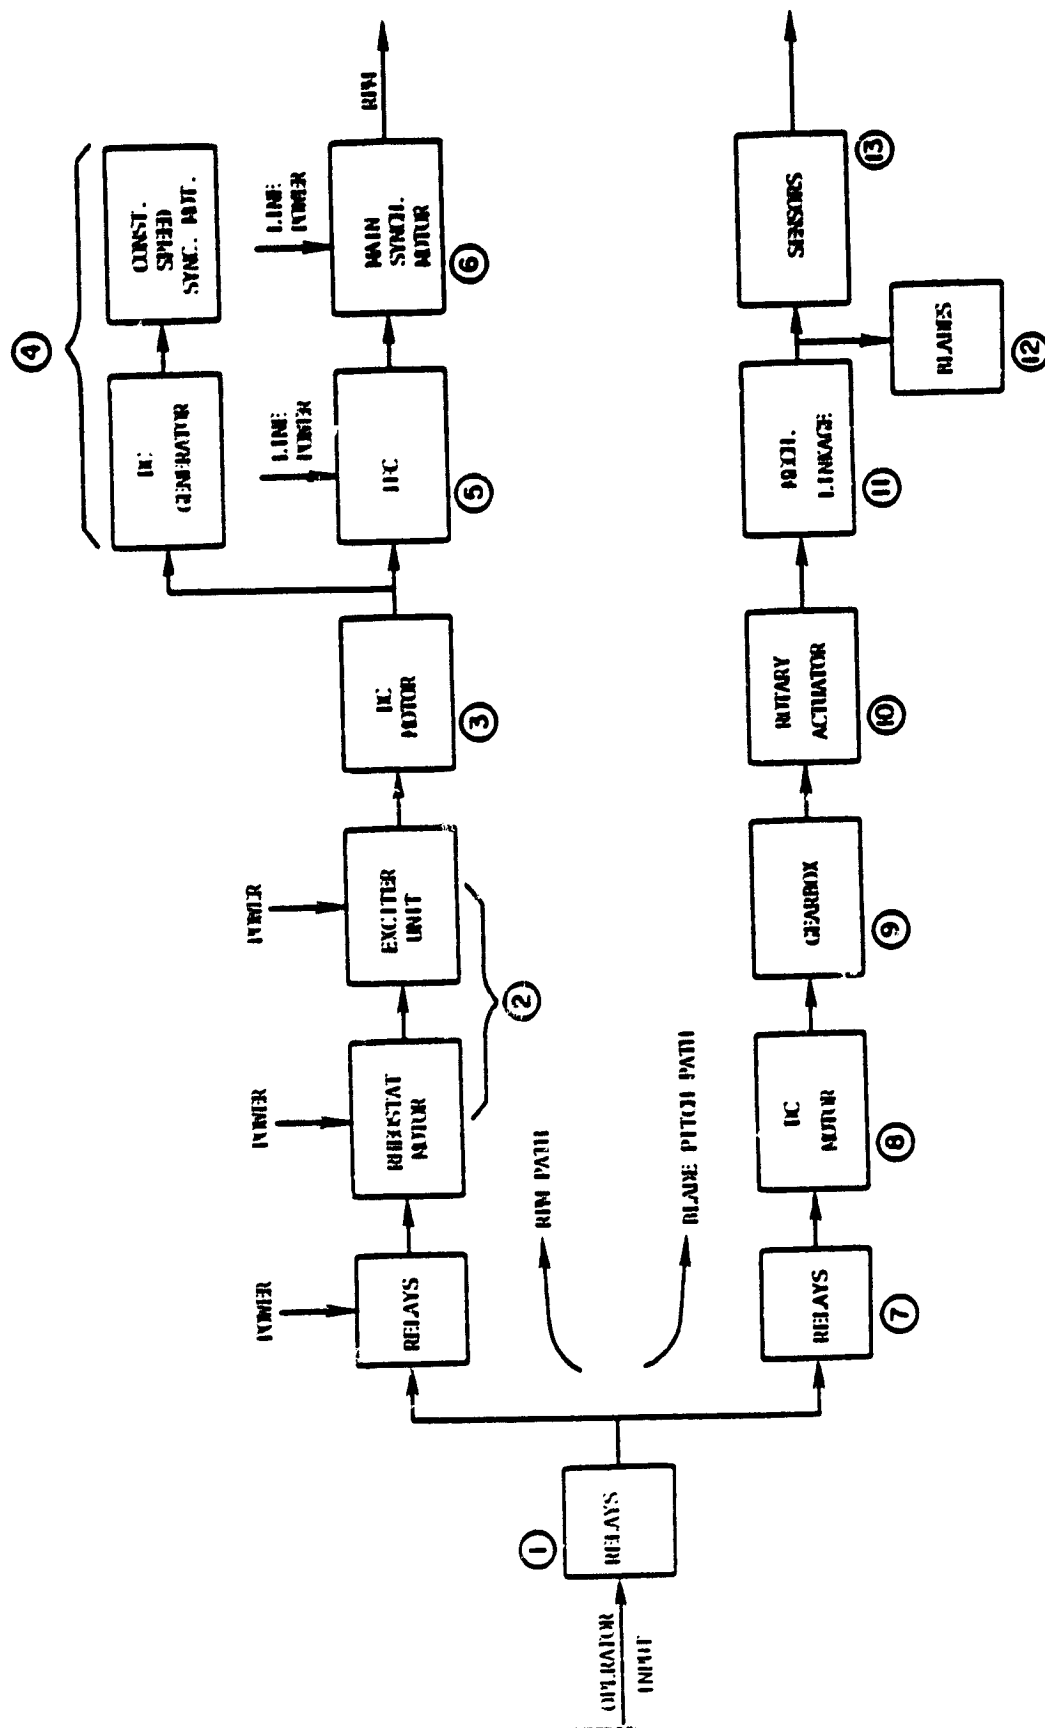 OPERATOR
INPUT
1
RELAYS
RPM PATH
BLADE PITCH PATH
POWER
RELAYS
POWER
RHEOSTAT
MOTOR
POWER
EXCITER
UNIT
2
DC
MOTOR
3
DC
GENERATOR
CONST.
SPEED
SYNC. MOT.
4
LINE
POWER
5
LINE
POWER
MAIN
SYNCH.
MOTOR
6
RPM
RELAYS
7
DC
MOTOR
8
GEARBOX
9
ROTARY
ACTUATOR
10
MECH.
LINKAGE
11
BLADES
12
SENSORS
13